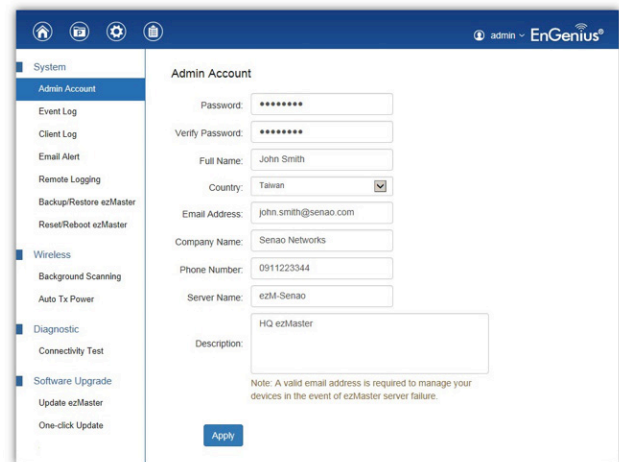 admin
EnGenius®
System
Admin Account
Event Log
Client Log
Email Alert
Remote Logging
Backup/Restore ezMaster
Reset/Reboot ezMaster
Wireless
Background Scanning
Auto Tx Power
Diagnostic
Connectivity Test
Software Upgrade
Update ezMaster
One-click Update
Admin Account
Password: ••••••••
Verify Password: ••••••••
Full Name: John Smith
Country: Taiwan
Email Address: john.smith@senao.com
Company Name: Senao Networks
Phone Number: 0911223344
Server Name: ezM-Senao
Description: HQ ezMaster
Note: A valid email address is required to manage your
devices in the event of ezMaster server failure.
Apply